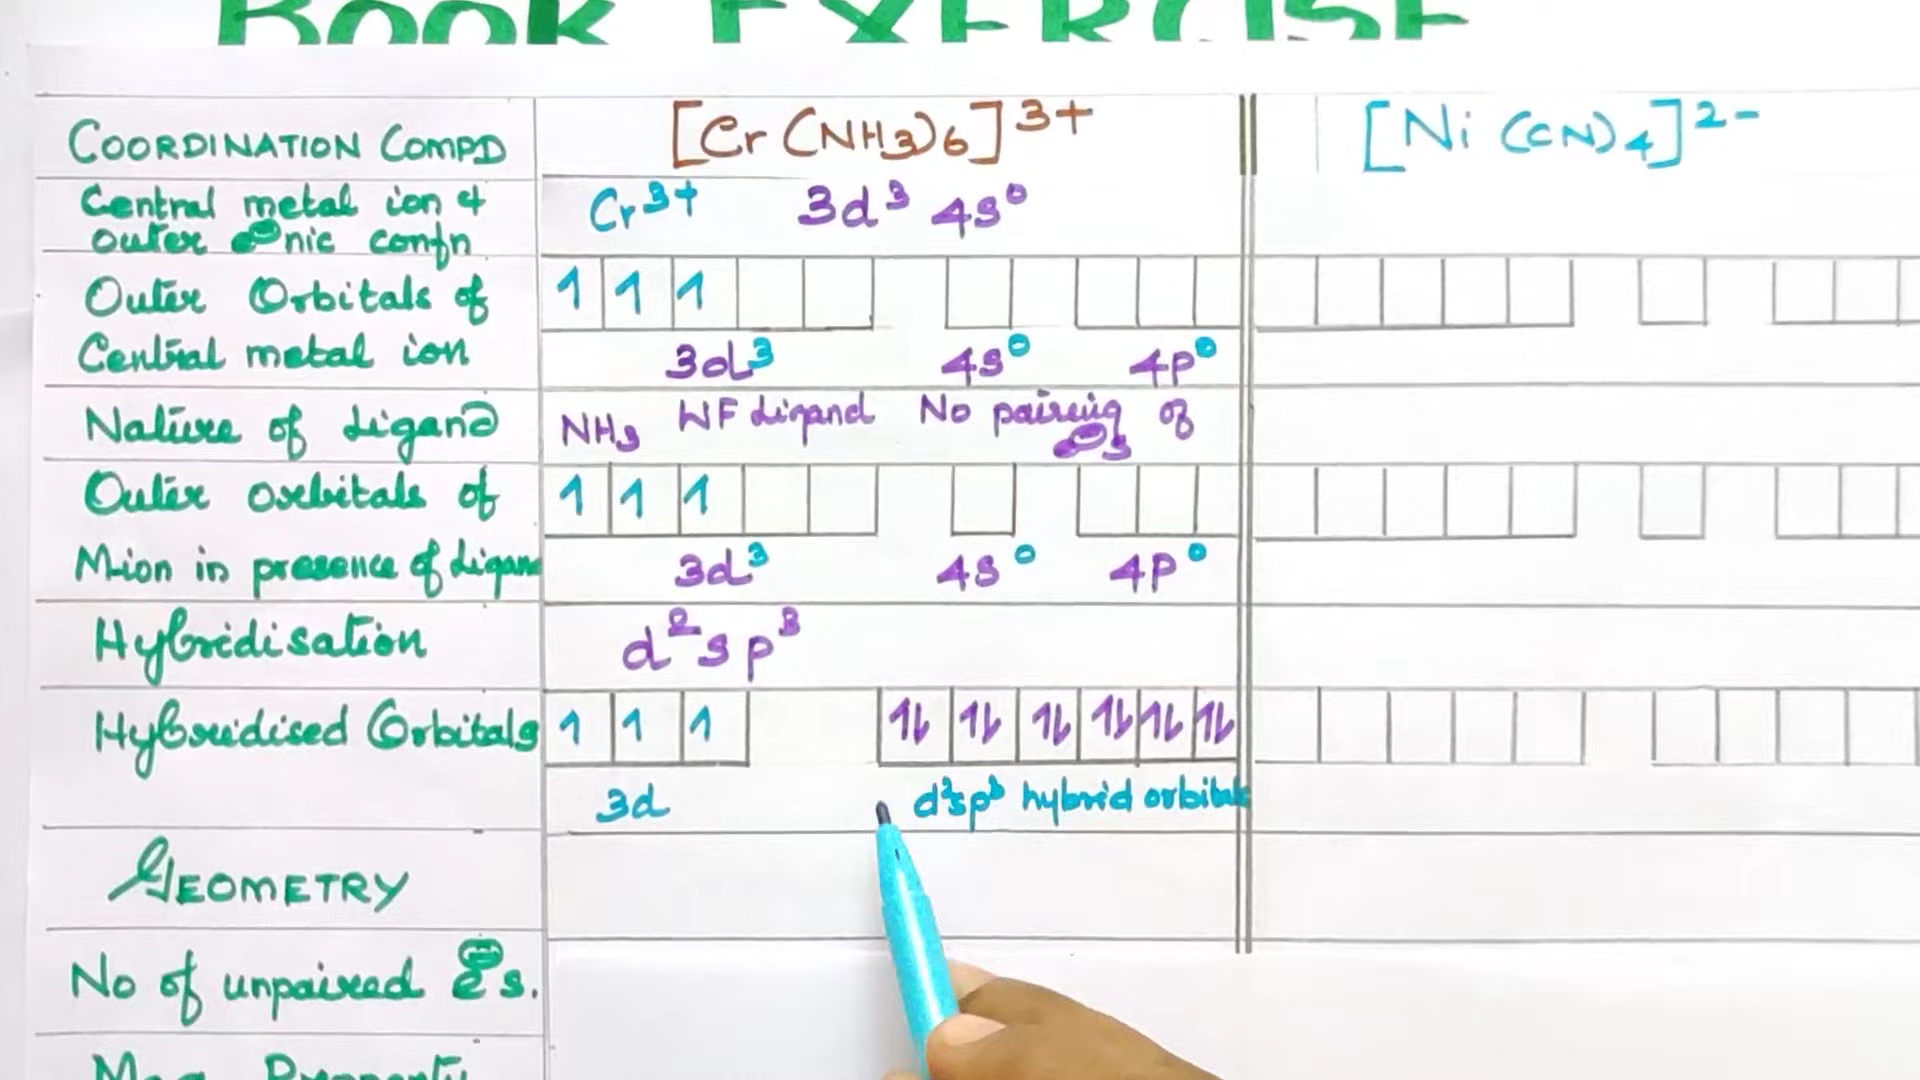 BOOK EXERCISE
COORDINATION COMPD [Cr (NH3)6]3+ [Ni (CN)4]2-
Central metal ion & Cr3+ 3d3 4s0
outer e nic confn
Outer Orbitals of 1 1 1
Central metal ion 3d3 4s0 4p0
Nature of Ligand NH3 WF Ligand No pairing of
es
Outer orbitals of 1 1 1
M-ion in presence of Ligand 3d3 4s0 4p0
Hybridisation d2sp3
Hybridised Orbitals 1 1 1 1l 1l 1l 1l 1l 1l
3d d2sp3 hybrid orbitals
GEOMETRY
No of unpaired es.
Mag Property